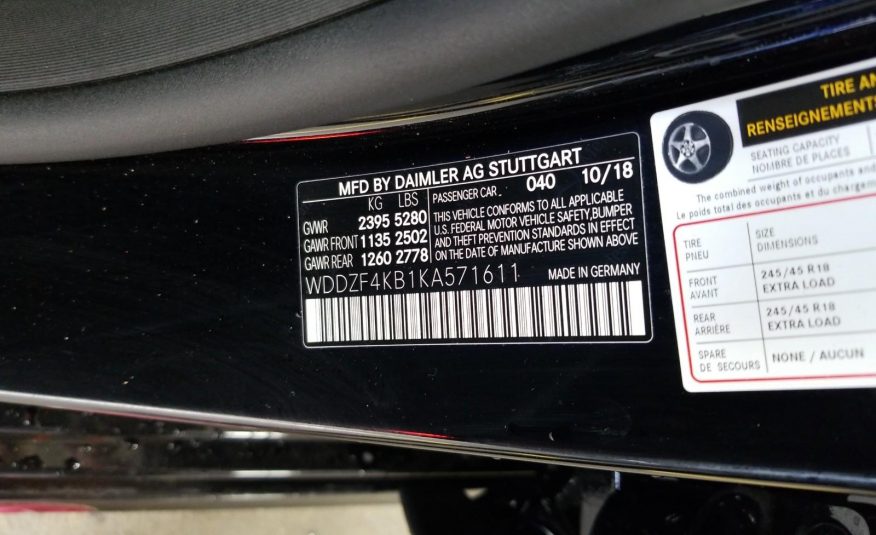 MFD BY DAIMLER AG STUTTGART
KG LBS
GVWR 2395 5280
GAWR FRONT 1135 2502
GAWR REAR 1260 2778
PASSENGER CAR 040 10/18
THIS VEHICLE CONFORMS TO ALL APPLICABLE
U.S. FEDERAL MOTOR VEHICLE SAFETY, BUMPER
AND THEFT PREVENTION STANDARDS IN EFFECT
ON THE DATE OF MANUFACTURE SHOWN ABOVE
WDDZF4KB1KA571611 MADE IN GERMANY
TIRE
RENSEIGNEMENTS
SEATING CAPACITY
NOMBRE DE PLACES
The combined weight of occupants and
Le poids total des occupants et du
TIRE
PNEU
SIZE
DIMENSIONS
FRONT
AVANT
245/45 R18
EXTRA LOAD
REAR
ARRIÈRE
245/45 R18
EXTRA LOAD
SPARE
DE SECOURS
NONE / AUCUN